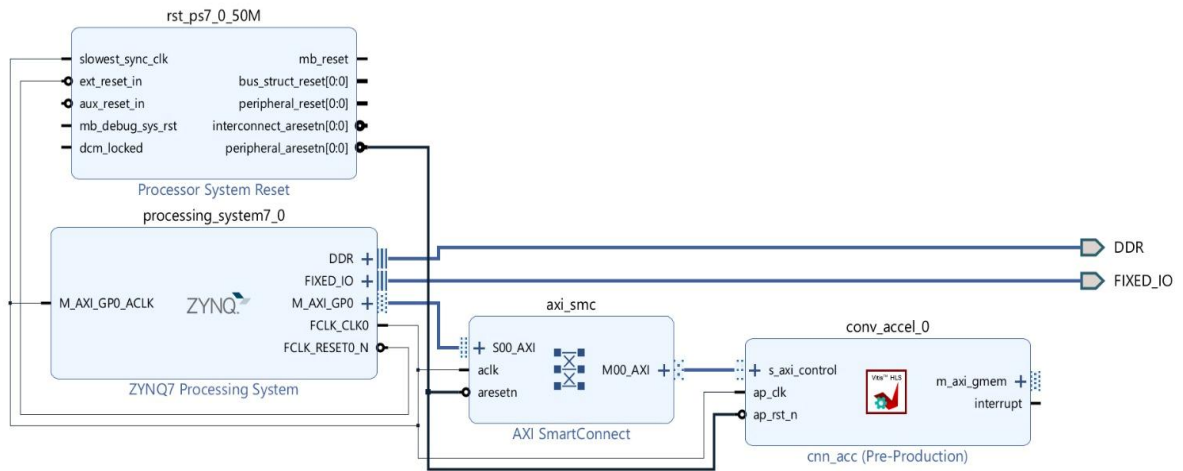 rst_ps7_0_50M
slowest_sync_clk
ext_reset_in
aux_reset_in
mb_debug_sys_rst
dcm_locked
mb_reset
bus_struct_reset[0:0]
peripheral_reset[0:0]
interconnect_aresetn[0:0]
peripheral_aresetn[0:0]
Processor System Reset
processing_system7_0
M_AXI_GP0_ACLK
ZYNQ.
DDR
FIXED_IO
M_AXI_GP0
FCLK_CLK0
FCLK_RESET0_N
ZYNQ7 Processing System
DDR
FIXED_IO
axi_smc
S00_AXI
aclk
aresetn
M00_AXI
AXI SmartConnect
conv_accel_0
s_axi_control
ap_clk
ap_rst_n
Vitis™ HLS
m_axi_gmem
interrupt
cnn_acc (Pre-Production)